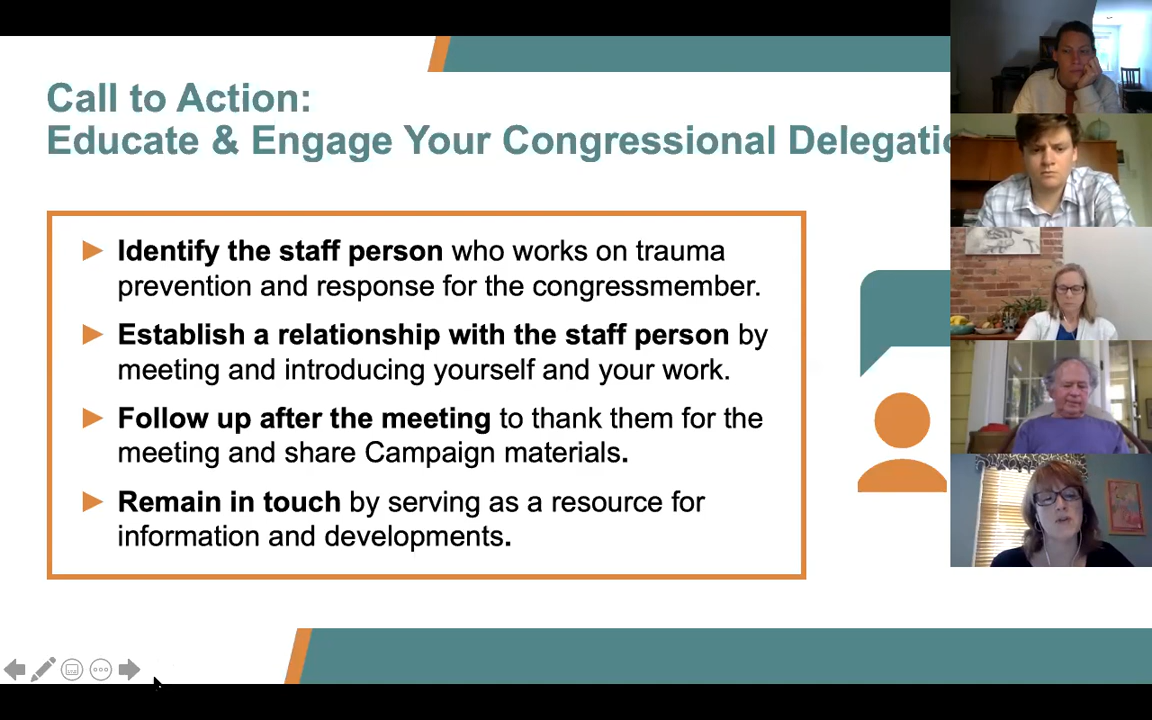 Call to Action:
Educate & Engage Your Congressional Delegatio
Identify the staff person who works on trauma
prevention and response for the congressmember.
Establish a relationship with the staff person by
meeting and introducing yourself and your work.
Follow up after the meeting to thank them for the
meeting and share Campaign materials.
Remain in touch by serving as a resource for
information and developments.